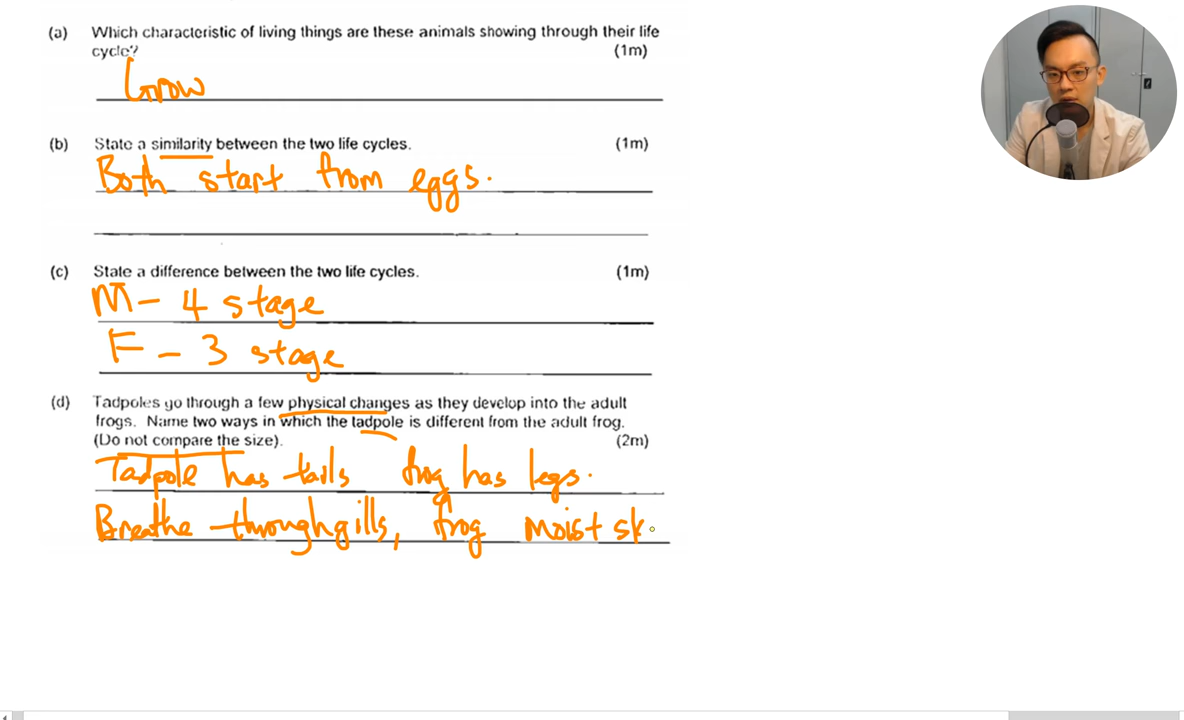 (a) Which characteristic of living things are these animals showing through their life
cycle? (1m)
Grow
(b) State a similarity between the two life cycles. (1m)
Both start from eggs.
(c) State a difference between the two life cycles. (1m)
M - 4 stage
F - 3 stage
(d) Tadpoles go through a few physical changes as they develop into the adult
frogs. Name two ways in which the tadpole is different from the adult frog.
(Do not compare the size). (2m)
Tadpole has tails frog has legs.
Breathe through gills, frog moist sk